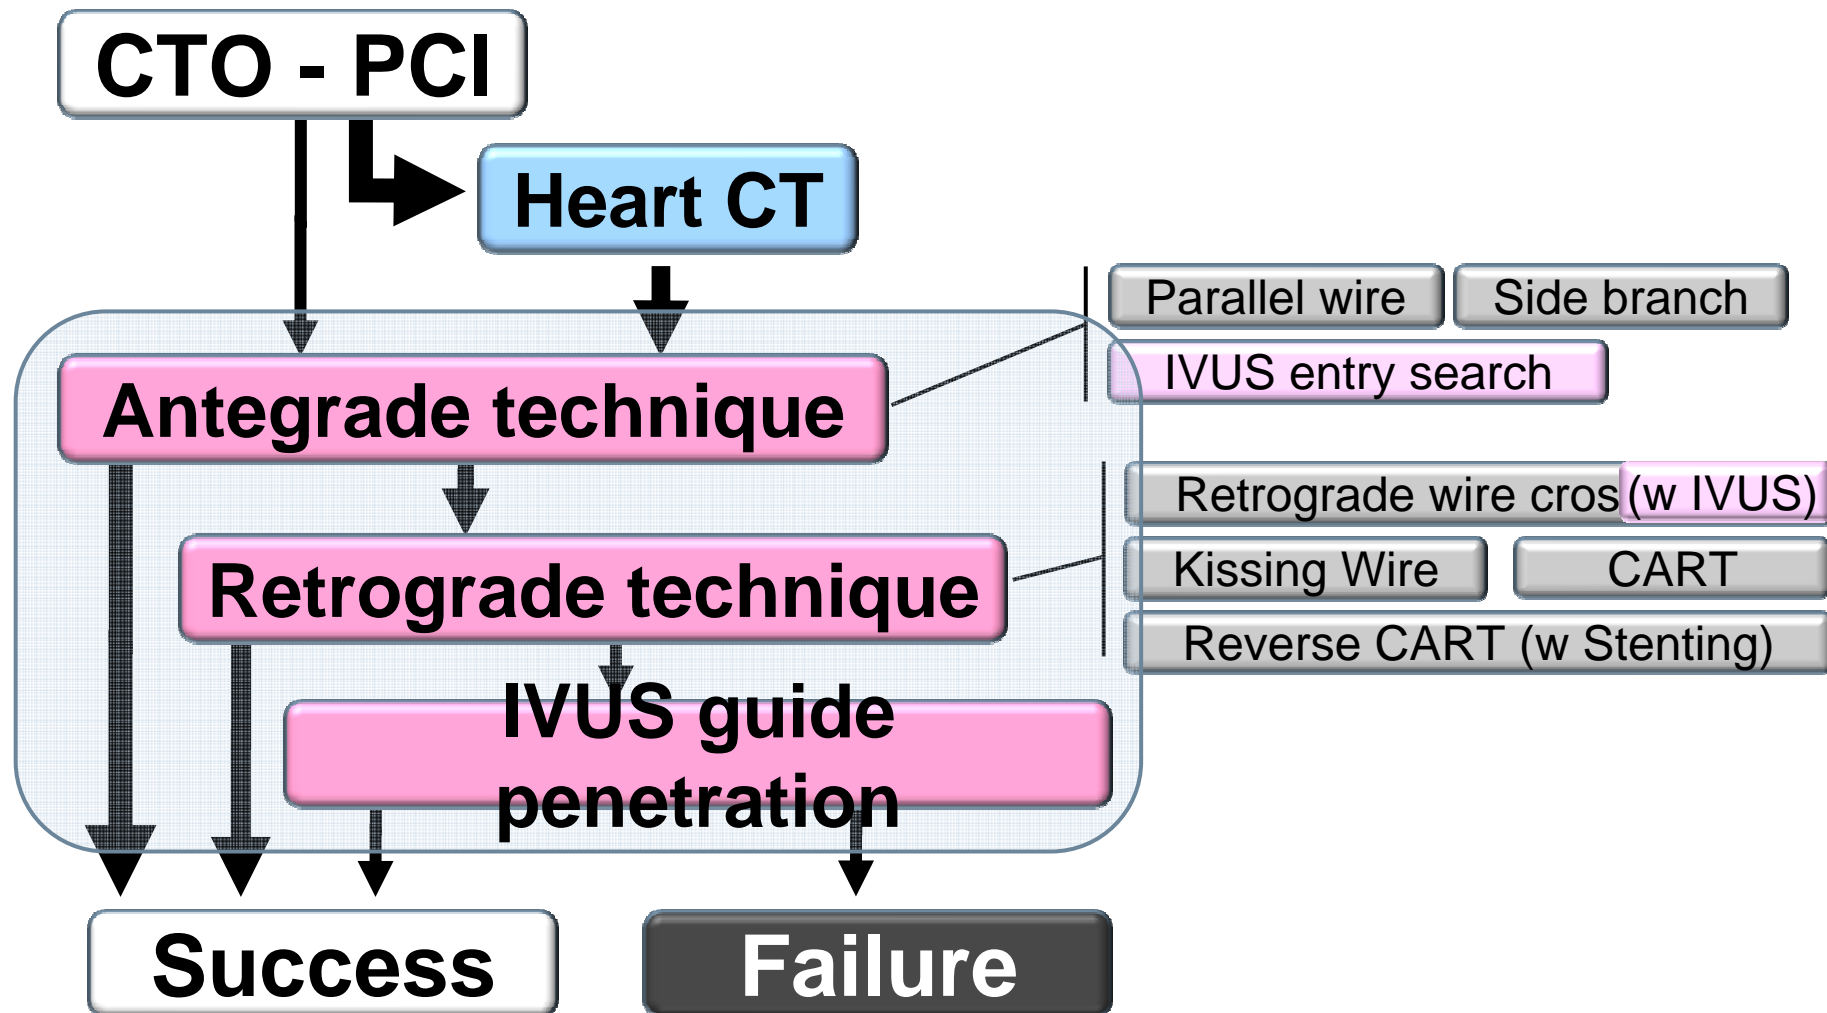 CTO - PCI
Heart CT
Parallel wire
Side branch
IVUS entry search
Antegrade technique
Retrograde wire cros(w IVUS)
Kissing Wire
CART
Retrograde technique
Reverse CART (w Stenting)
IVUS guide
penetration
Success
Failure